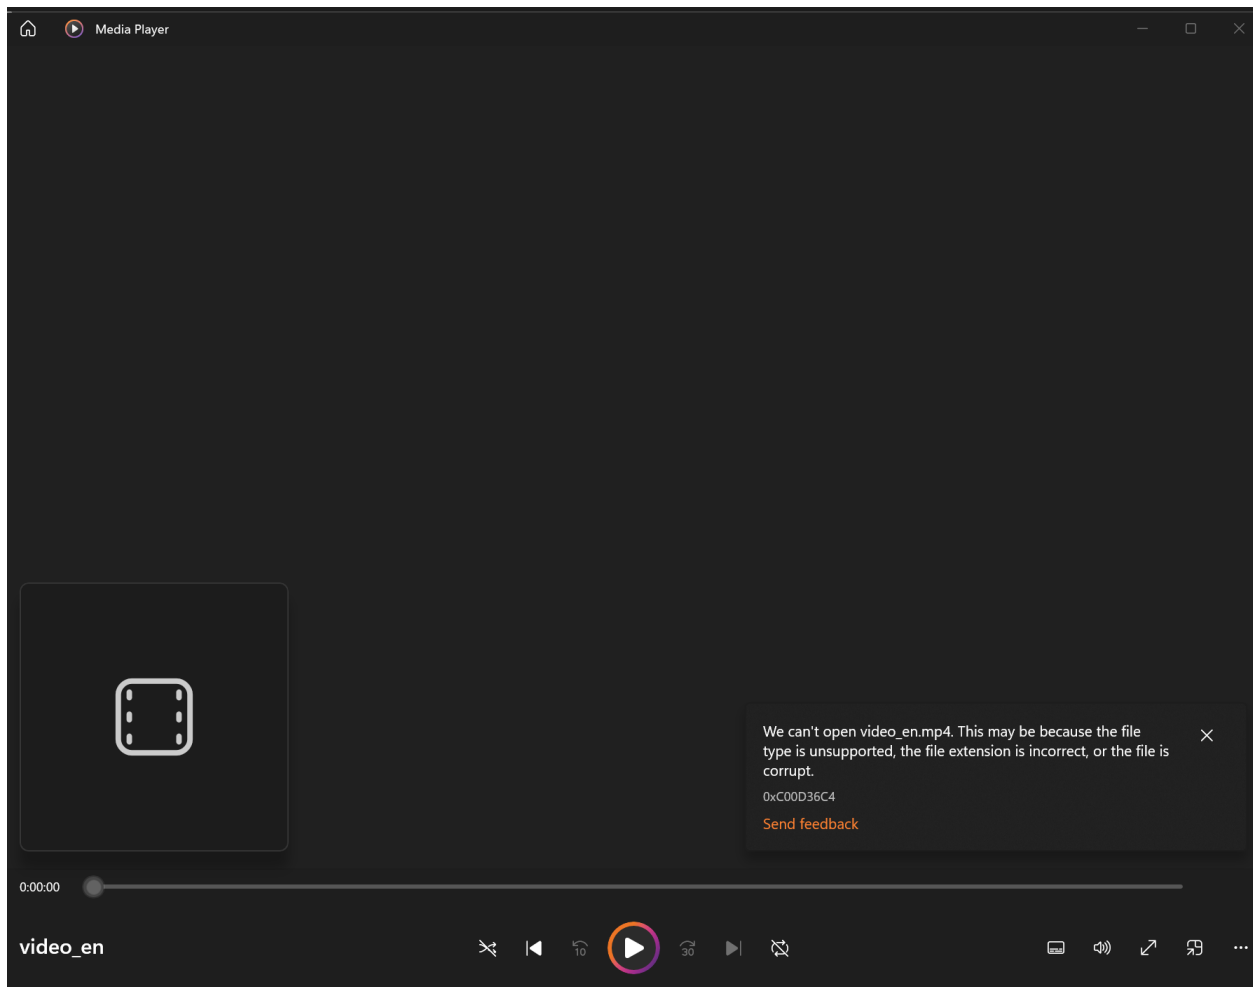 Media Player
We can't open video_en.mp4. This may be because the file
type is unsupported, the file extension is incorrect, or the file is
corrupt.
0xC00D36C4
Send feedback
0:00:00
video_en
10
30